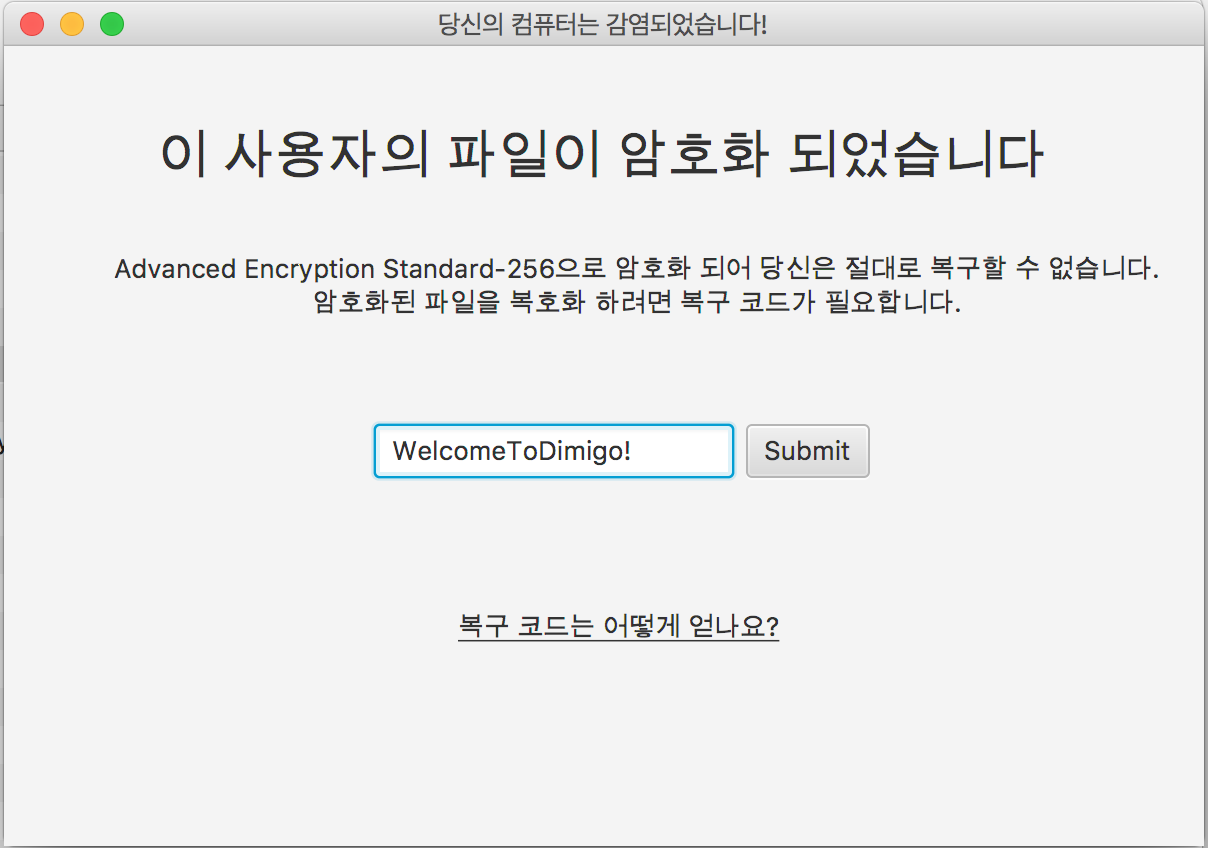 당신의 컴퓨터는 감염되었습니다!
이 사용자의 파일이 암호화 되었습니다
Advanced Encryption Standard-256으로 암호화 되어 당신은 절대로 복구할 수 없습니다.
암호화된 파일을 복호화 하려면 복구 코드가 필요합니다.
WelcomeToDimigo! Submit
복구 코드는 어떻게 얻나요?